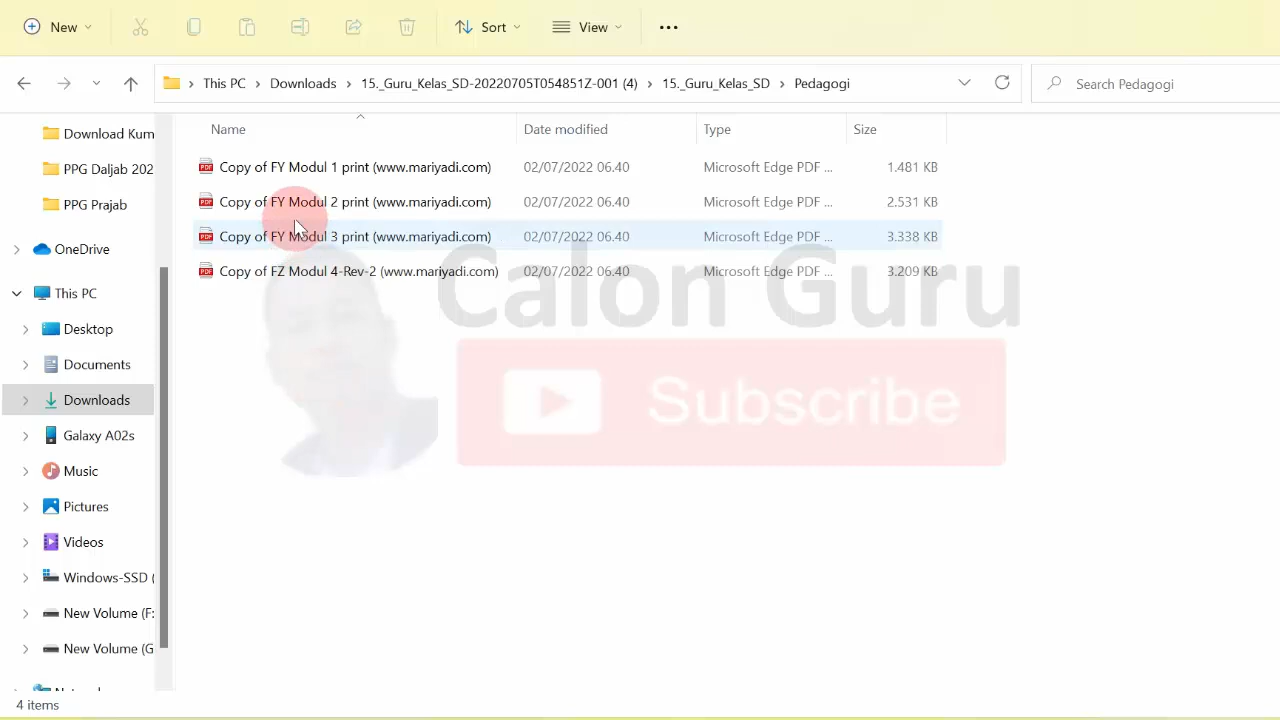 New
Sort
View
This PC > Downloads > 15._Guru_Kelas_SD-20220705T054851Z-001 (4) > 15._Guru_Kelas_SD > Pedagogi
Search Pedagogi
Download Kum
PPG Daljab 202
PPG Prajab
OneDrive
This PC
Desktop
Documents
Downloads
Galaxy A02s
Music
Pictures
Videos
Windows-SSD (
New Volume (F:
New Volume (G
Name Date modified Type Size
Copy of FY Modul 1 print (www.mariyadi.com) 02/07/2022 06.40 Microsoft Edge PDF ... 1.481 KB
Copy of FY Modul 2 print (www.mariyadi.com) 02/07/2022 06.40 Microsoft Edge PDF ... 2.531 KB
Copy of FY Modul 3 print (www.mariyadi.com) 02/07/2022 06.40 Microsoft Edge PDF ... 3.338 KB
Copy of FZ Modul 4-Rev-2 (www.mariyadi.com) 02/07/2022 06.40 Microsoft Edge PDF ... 3.209 KB
Calon Guru
Subscribe
4 items